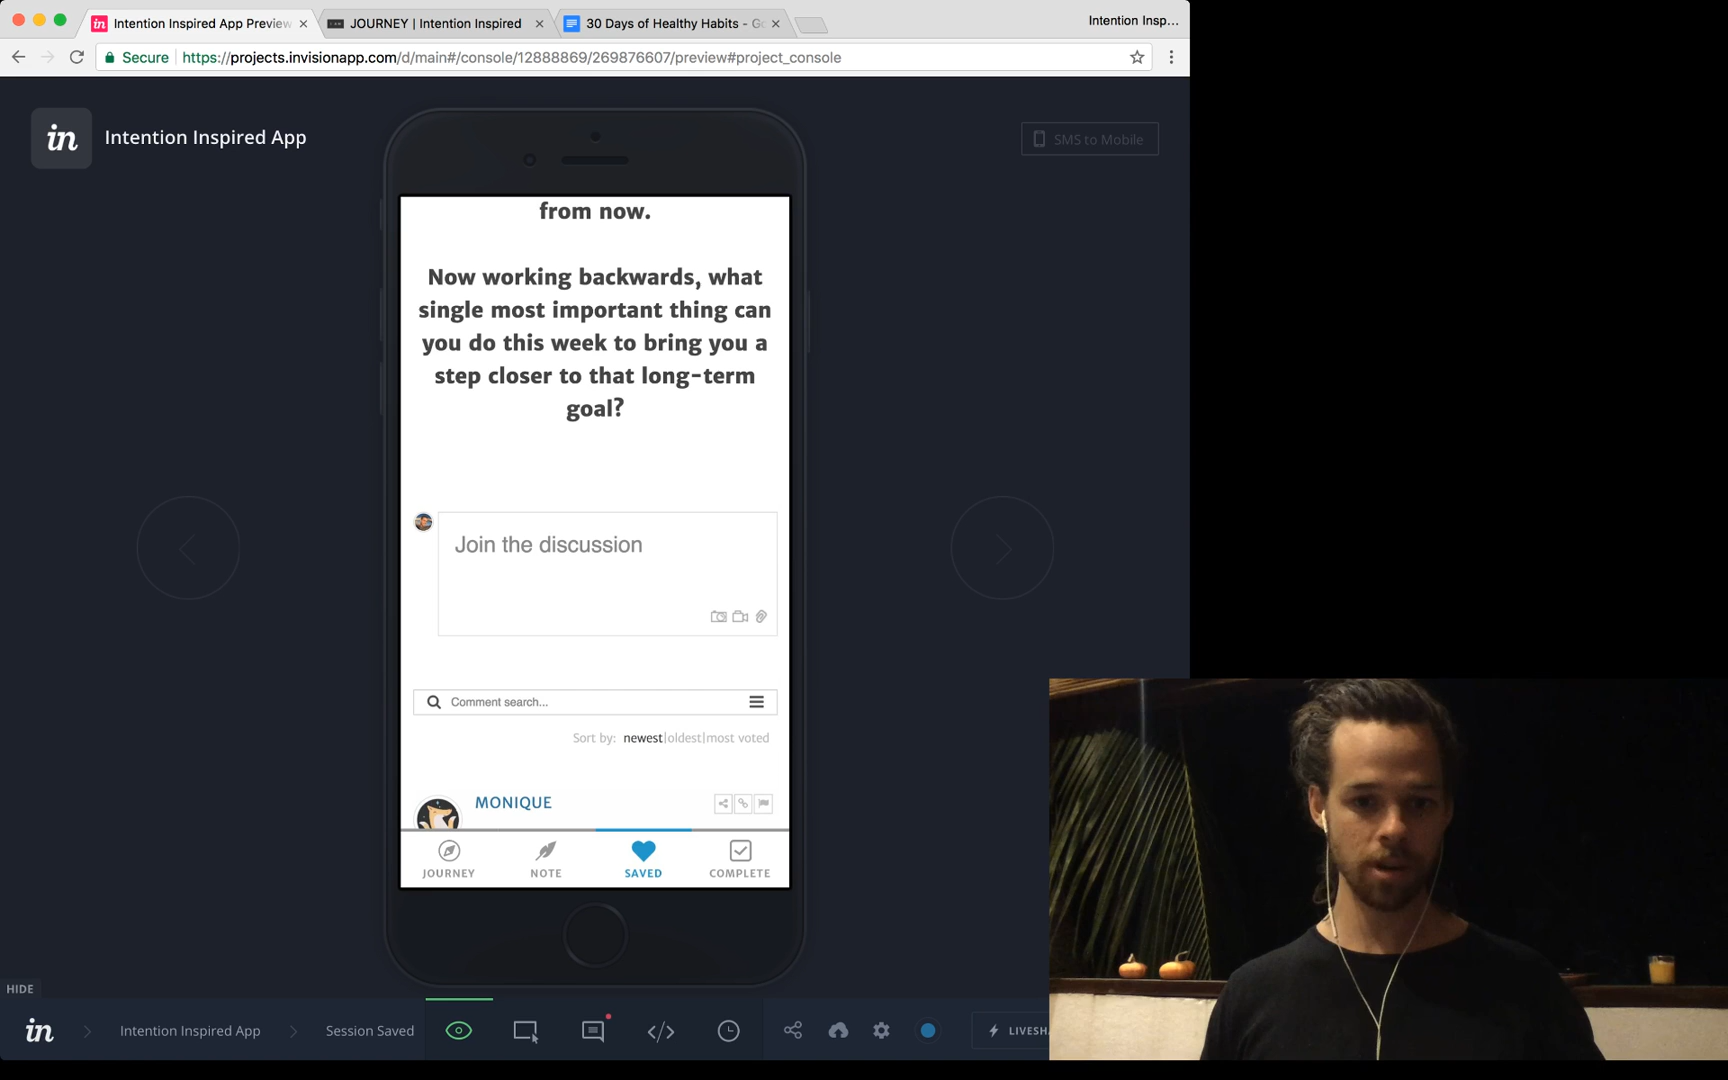 Intention Inspired App Preview
JOURNEY | Intention Inspired
30 Days of Healthy Habits - Go
Intention Insp...
Secure
https://projects.invisionapp.com/d/main#/console/12888869/269876607/preview#project_console
in
Intention Inspired App
SMS to Mobile
from now.
Now working backwards, what
single most important thing can
you do this week to bring you a
step closer to that long-term
goal?
Join the discussion
Comment search...
Sort by: newest|oldest|most voted
MONIQUE
JOURNEY
NOTE
SAVED
COMPLETE
HIDE
in
Intention Inspired App
Session Saved
LIVESH